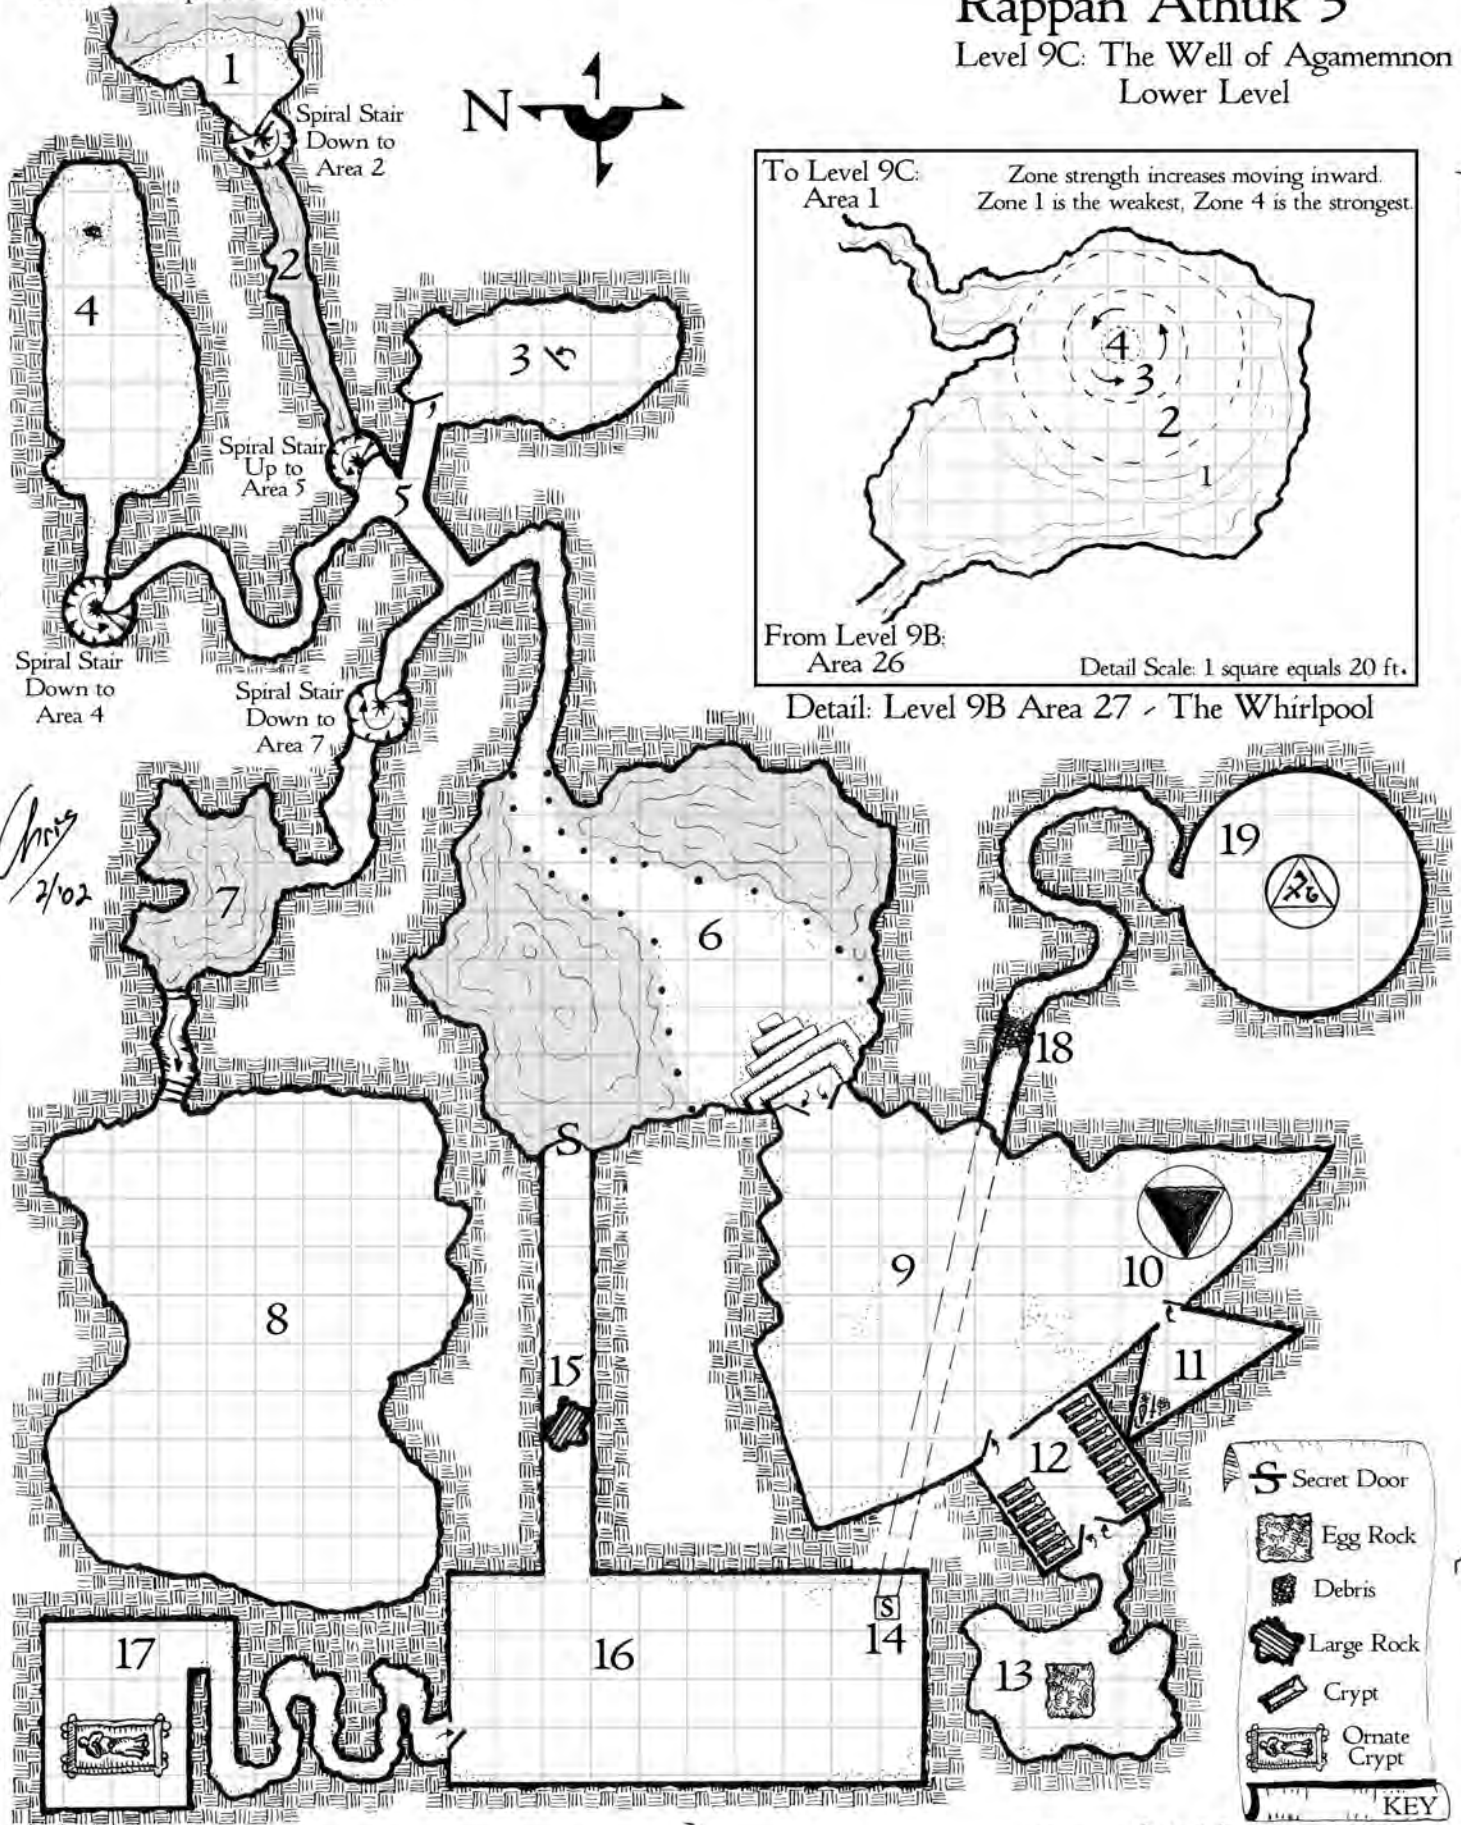 Rappan Athuk 3
Level 9C: The Well of Agamemnon
Lower Level
N
1
Spiral Stair
Down to
Area 2
2
4
3
Spiral Stair
Up to
Area 5
5
Spiral Stair
Down to
Area 4
Spiral Stair
Down to
Area 7
To Level 9C:
Area 1
Zone strength increases moving inward.
Zone 1 is the weakest, Zone 4 is the strongest.
4
3
2
1
From Level 9B:
Area 26
Detail Scale: 1 square equals 20 ft.
Detail: Level 9B Area 27 - The Whirlpool
Chris
2/'02
7
6
19
18
S
8
9
10
11
15
12
13
14
S
16
17
S Secret Door
Egg Rock
Debris
Large Rock
Crypt
Ornate
Crypt
KEY